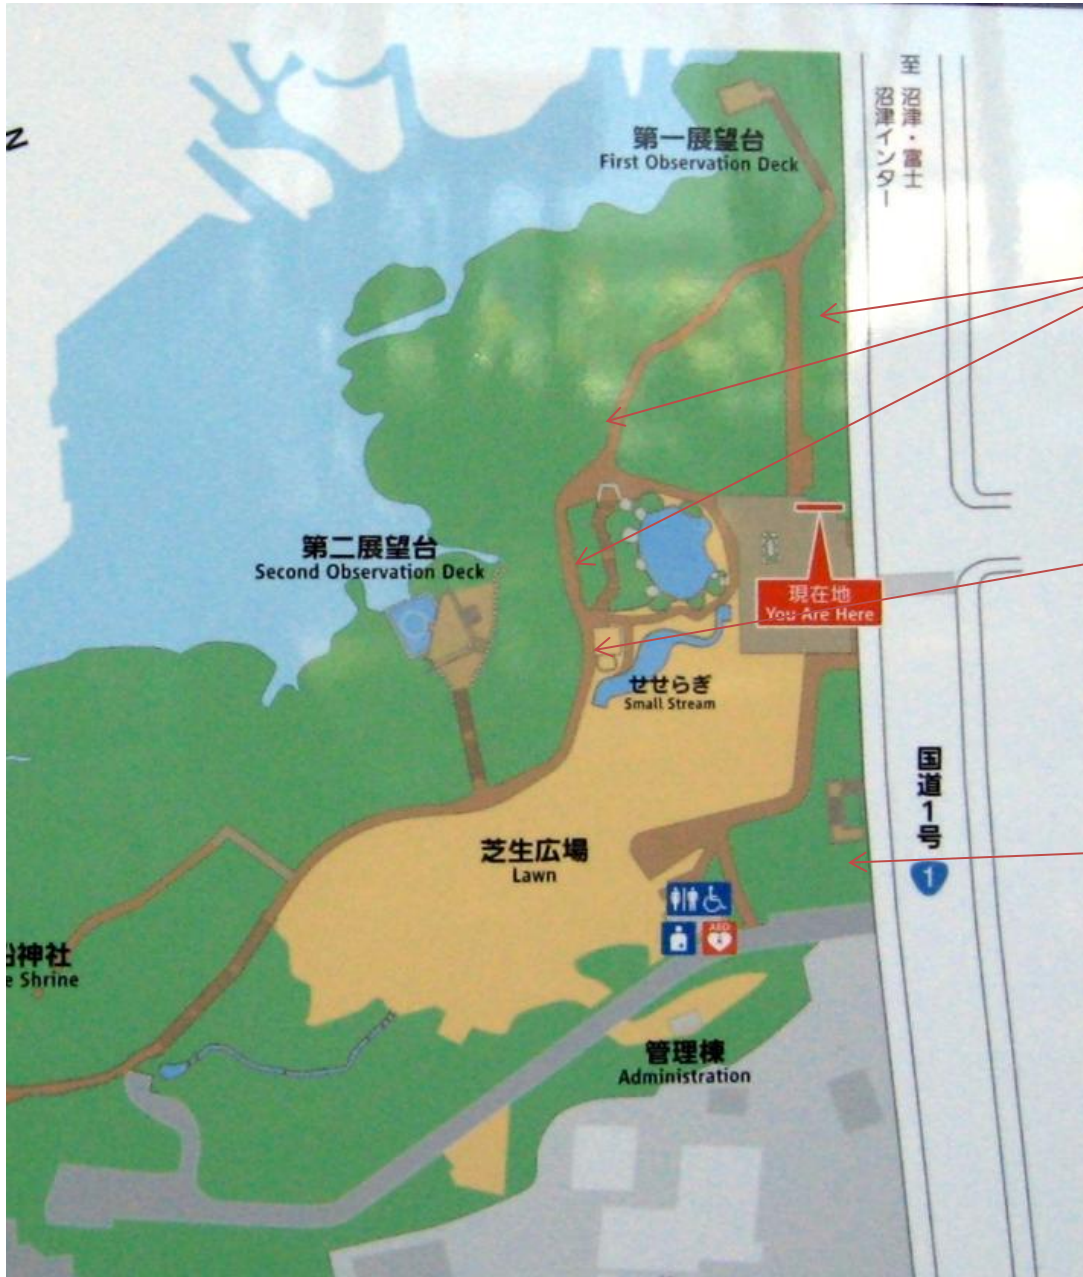 至 沼津・富士
沼津インター
第一展望台
First Observation Deck
第二展望台
Second Observation Deck
現在地
You Are Here
せせらぎ
Small Stream
国道1号
1
芝生広場
Lawn
AED
神社
e Shrine
管理棟
Administration